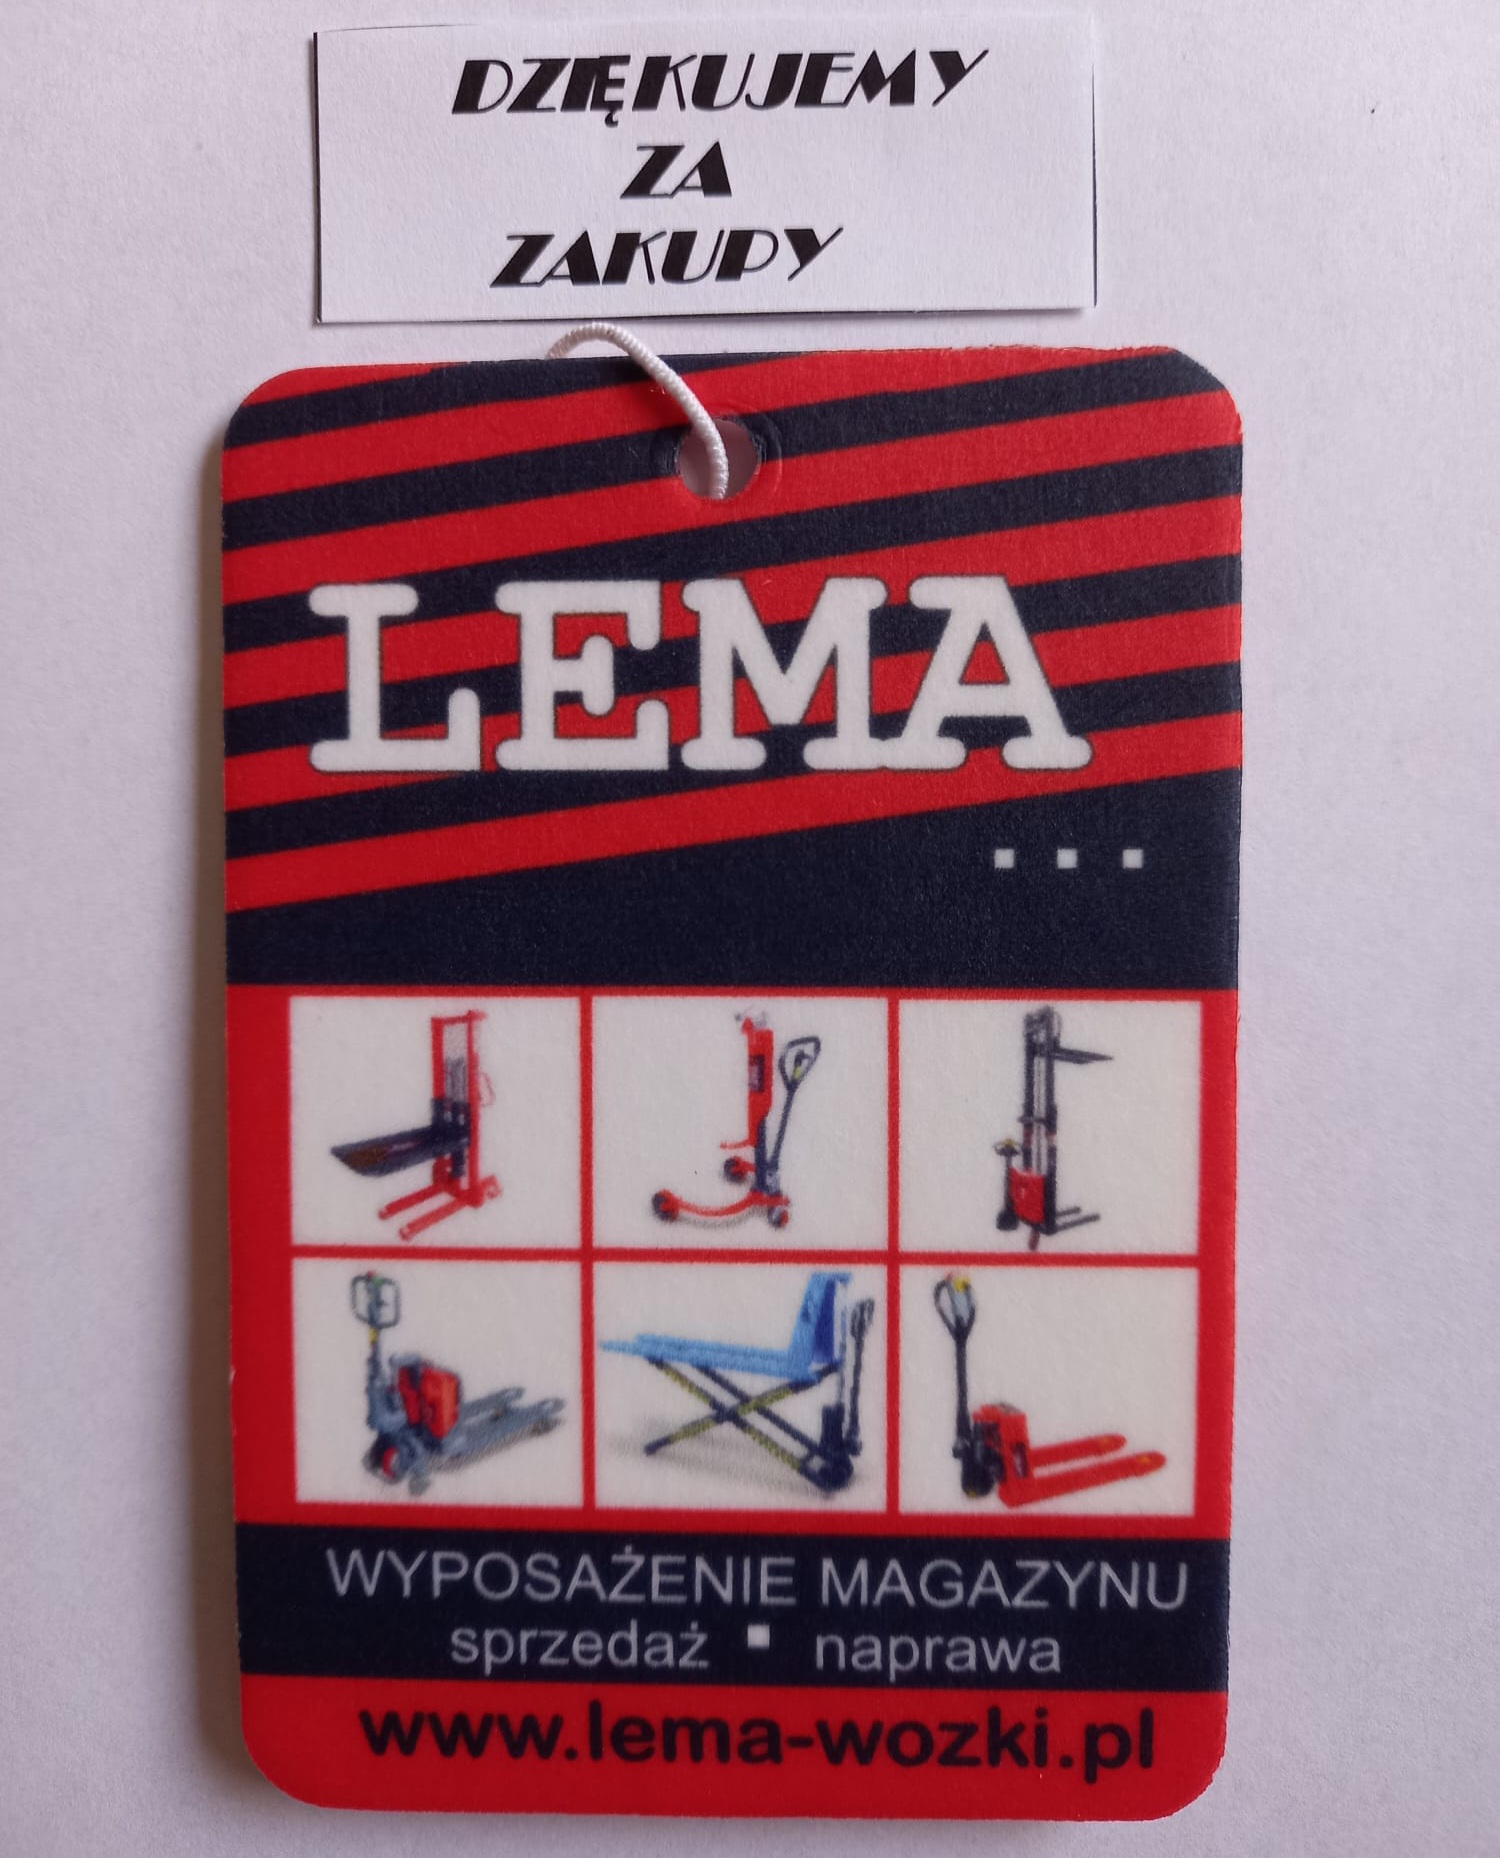 DZIĘKUJEMY
ZA
ZAKUPY
LEMA
...
WYPOSAŻENIE MAGAZYNU
sprzedaż ▪ naprawa
www.lema-wozki.pl